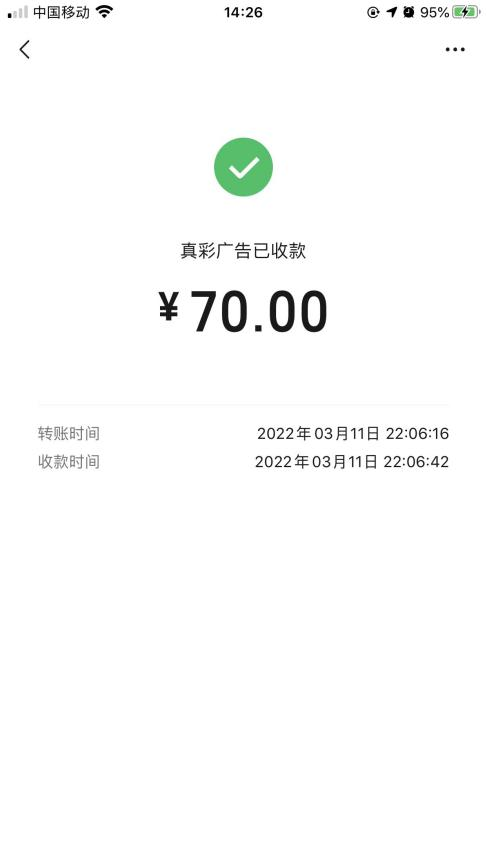 中国移动 14:26 95%
真彩广告已收款
¥70.00
转账时间 2022年03月11日 22:06:16
收款时间 2022年03月11日 22:06:42